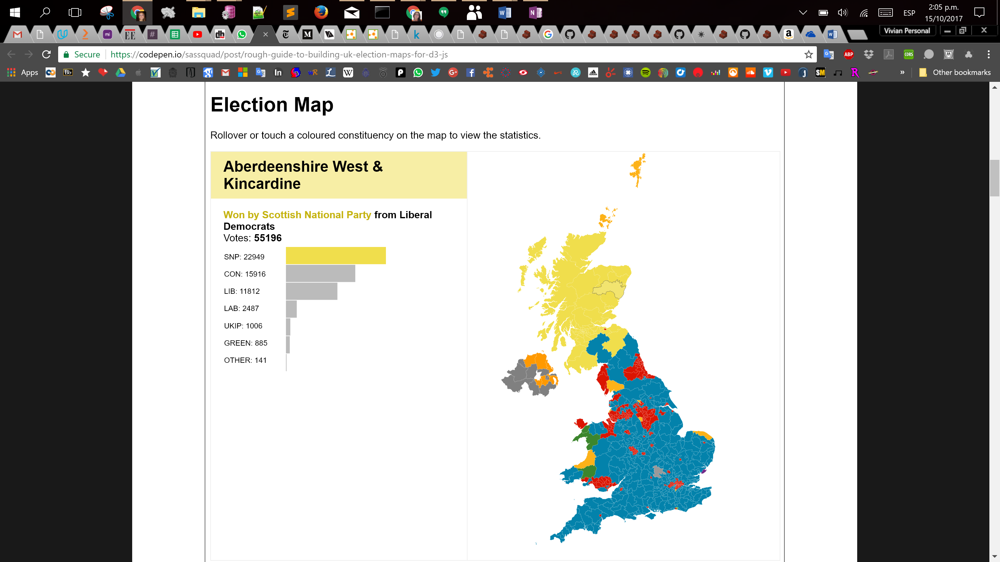 ESP
2:05 p.m.
15/10/2017
Vivian Personal
Secure
https://codepen.io/sassquad/post/rough-guide-to-building-uk-election-maps-for-d3-js
Apps
Other bookmarks
Election Map
Rollover or touch a coloured constituency on the map to view the statistics.
Aberdeenshire West &
Kincardine
Won by Scottish National Party from Liberal
Democrats
Votes: 55196
SNP: 22949
CON: 15916
LIB: 11812
LAB: 2487
UKIP: 1006
GREEN: 885
OTHER: 141